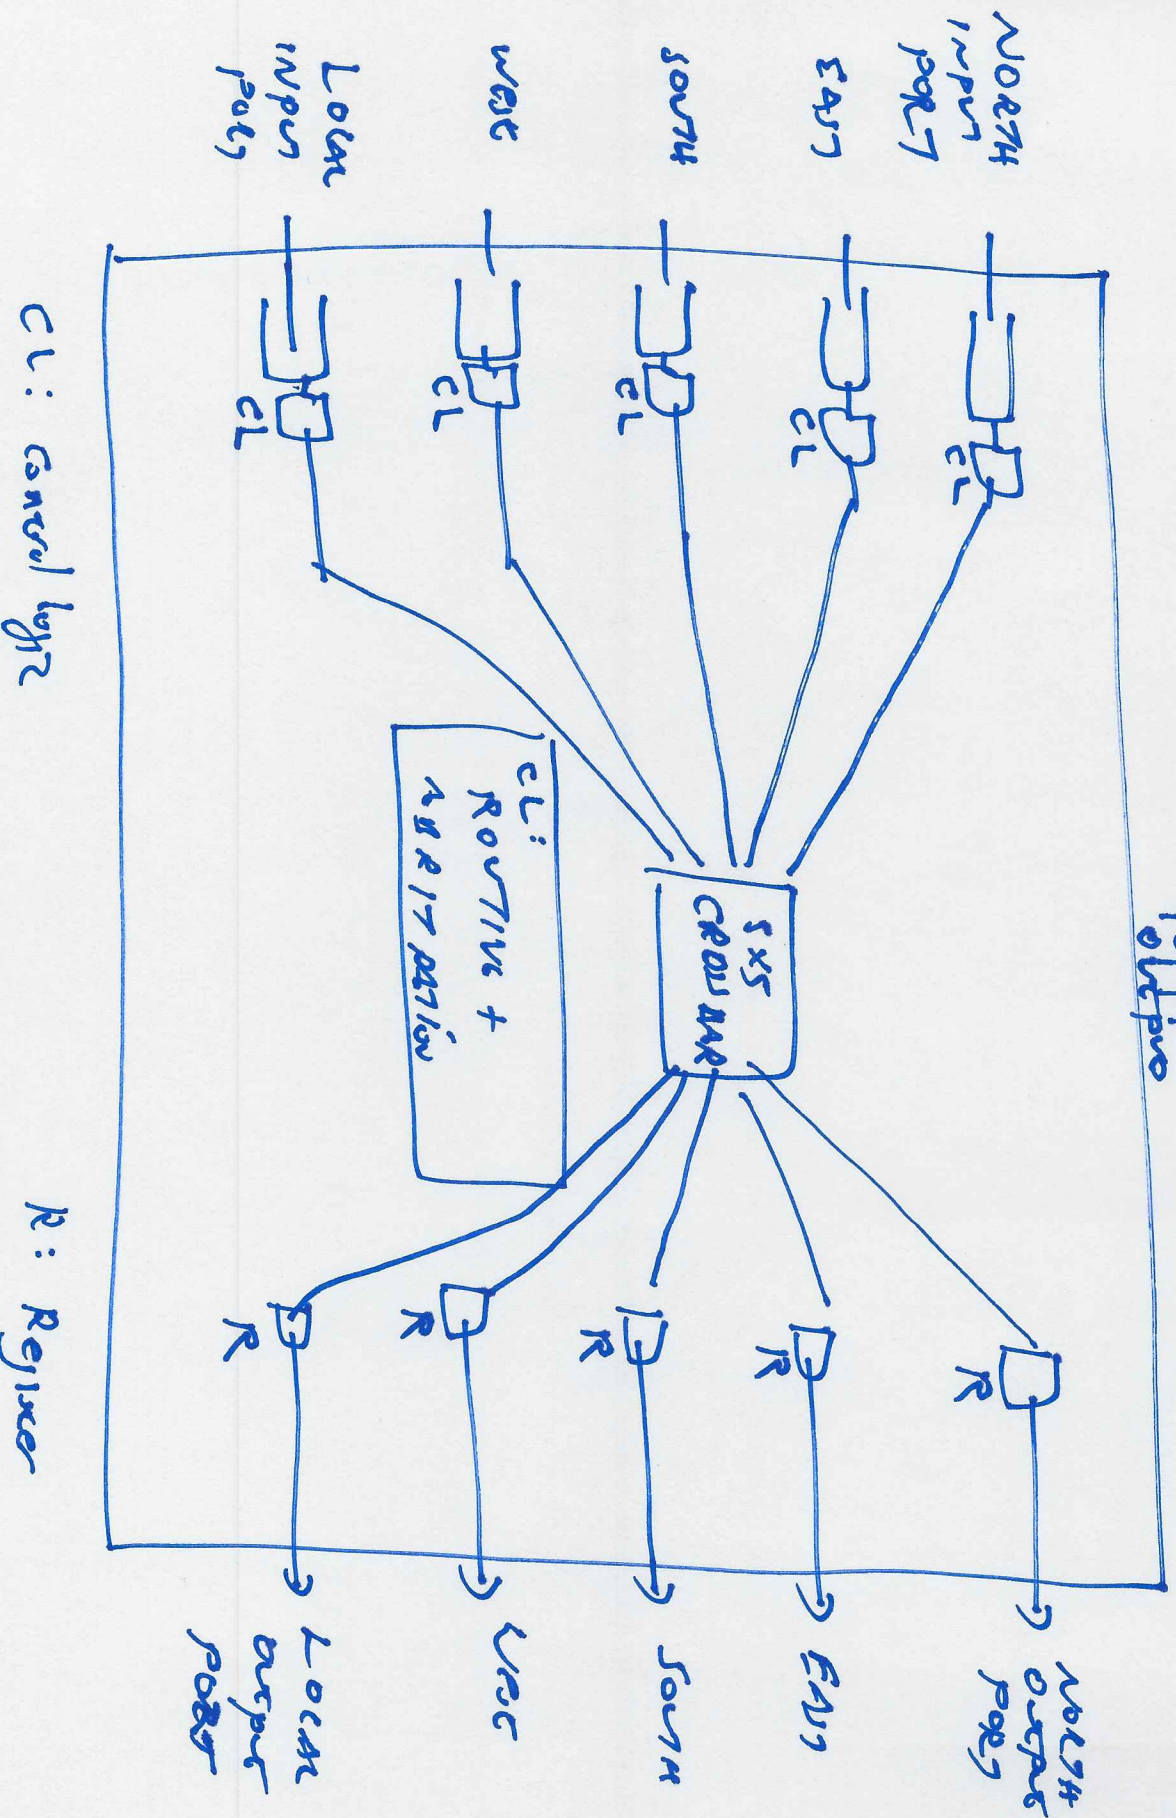 NORTH
INPUT
PORT
EAST
SOUTH
WEST
LOCAL
INPUT
PORT
CL
CL
CL
CL
CL
5X5
CROSSBAR
CL:
ROUTING +
ARBITRATION
R
R
R
R
R
NORTH
OUTPUT
PORT
EAST
SOUTH
WEST
LOCAL
OUTPUT
PORT
CL: Control logic
R: Register